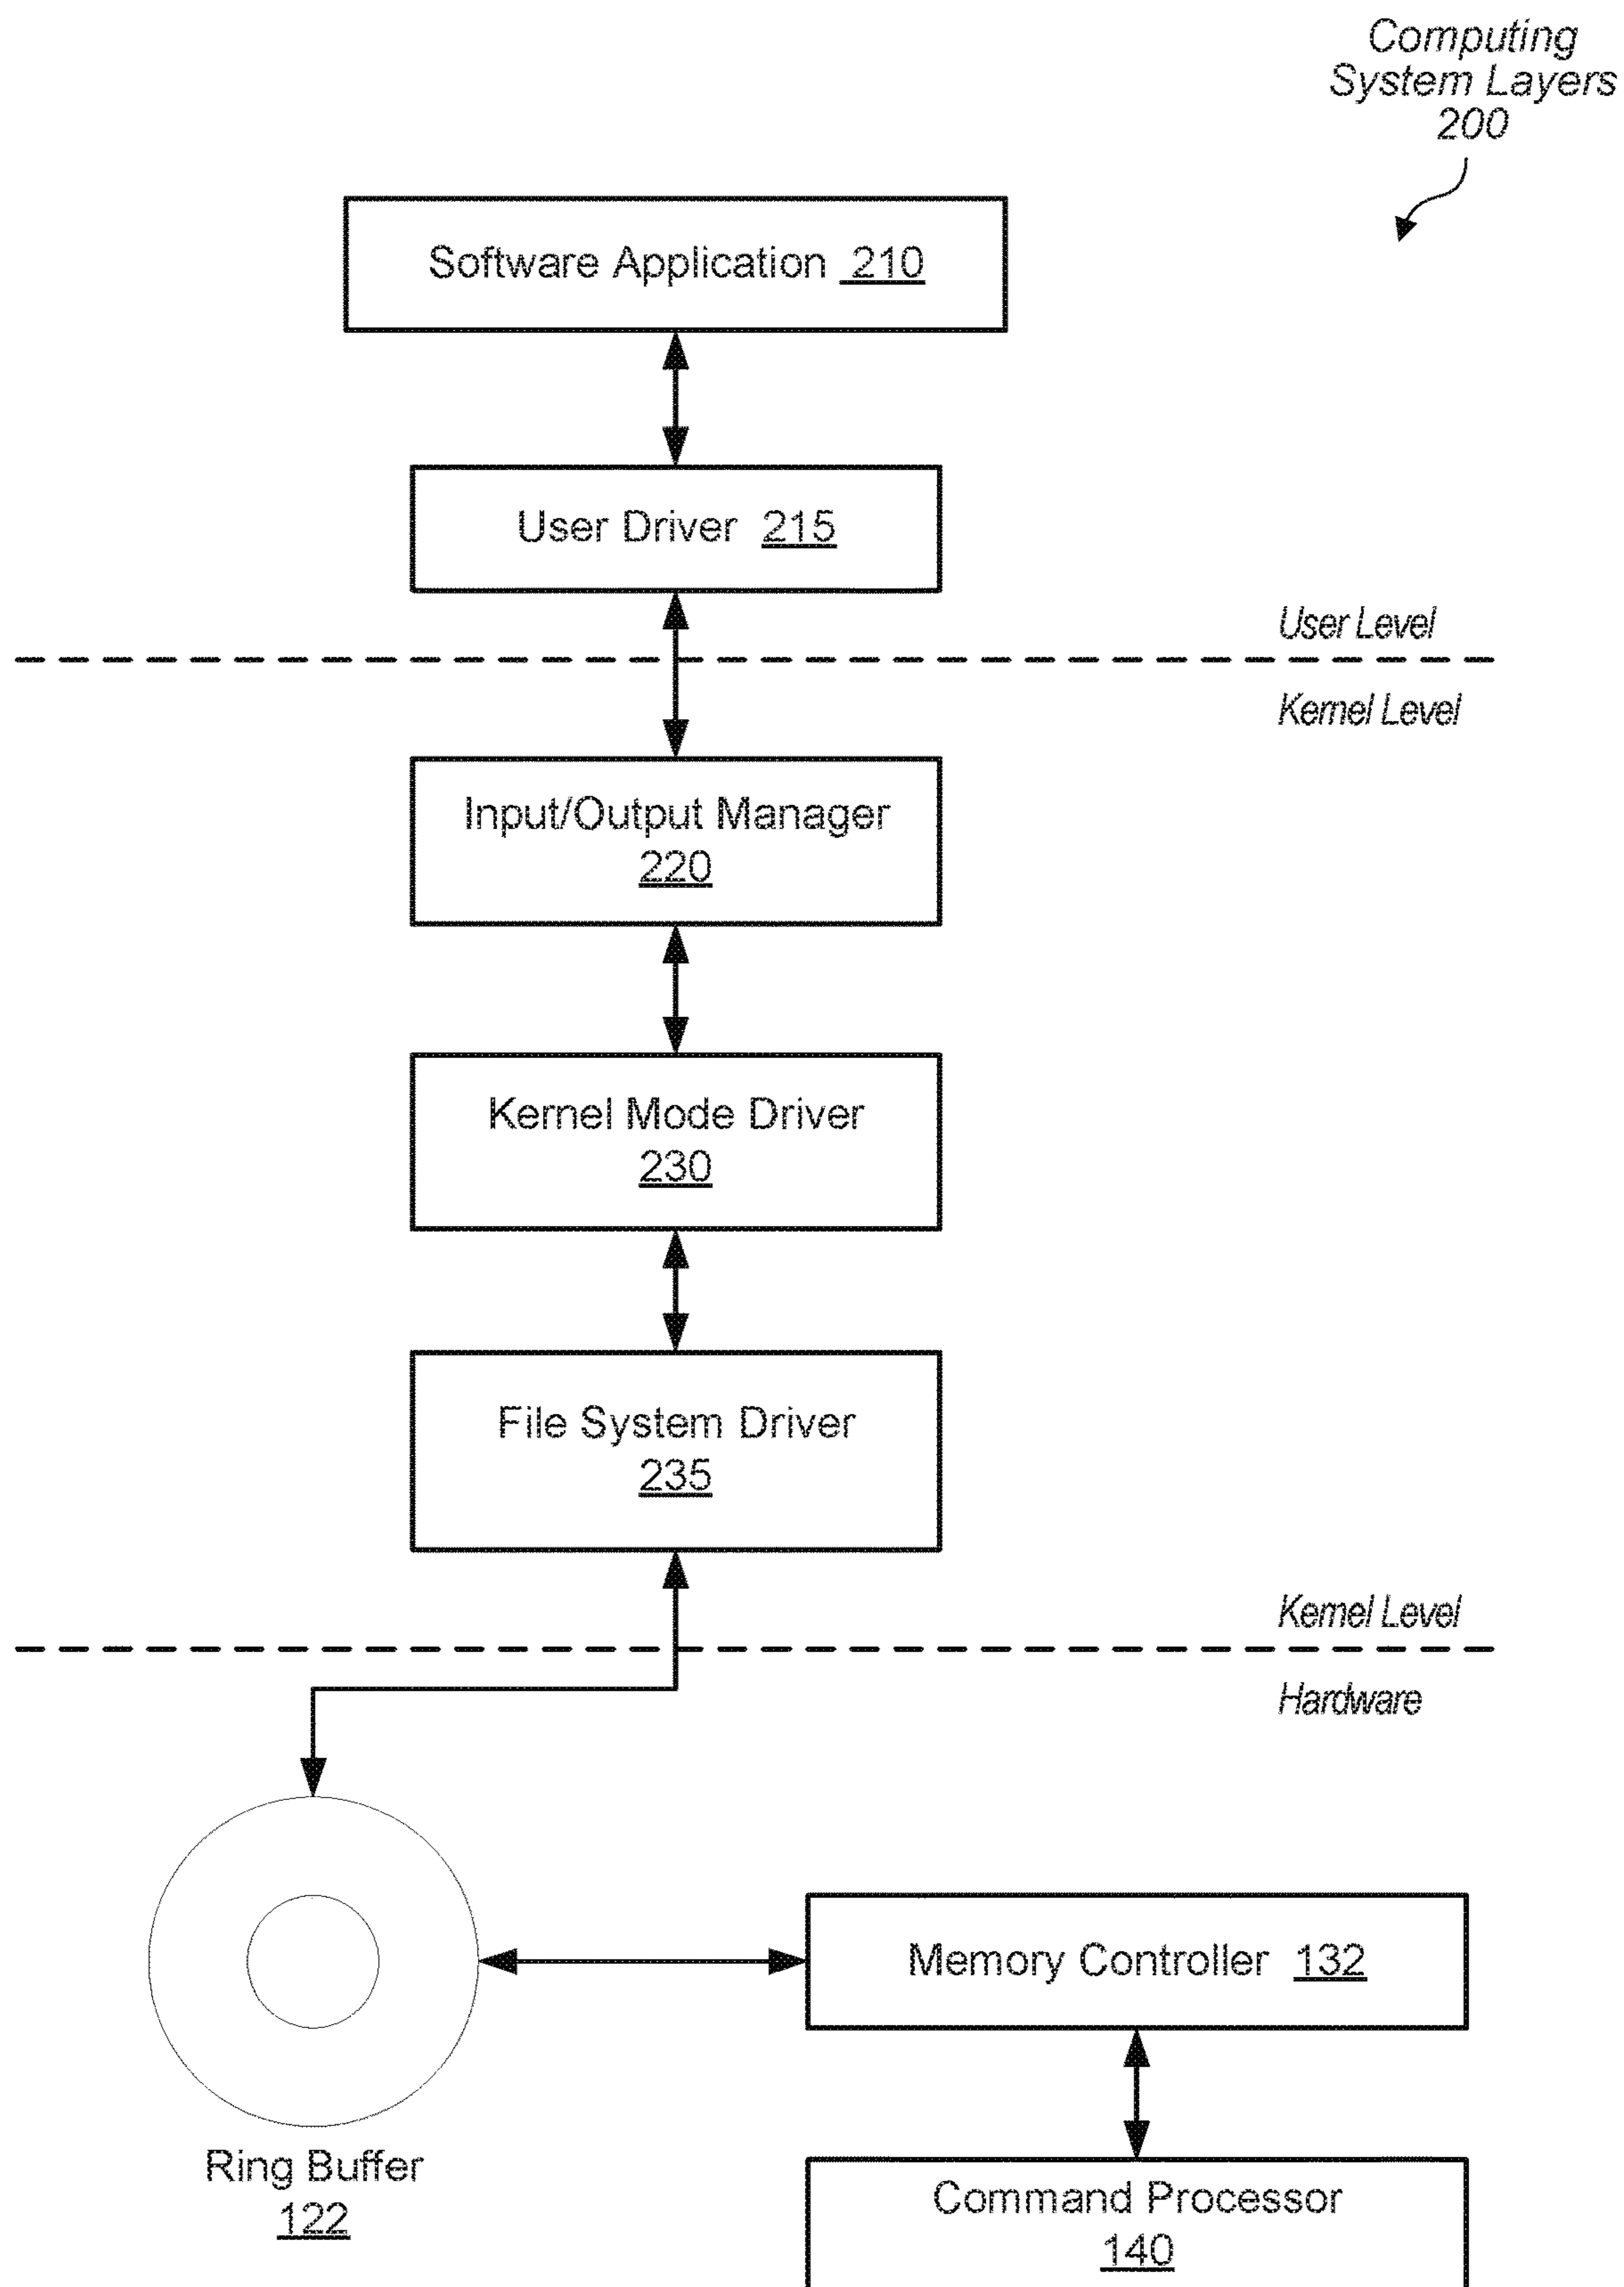 Computing
System Layers
200
Software Application 210
User Driver 215
User Level
Kernel Level
Input/Output Manager
220
Kernel Mode Driver
230
File System Driver
235
Kernel Level
Hardware
Memory Controller 132
Ring Buffer
122
Command Processor
140